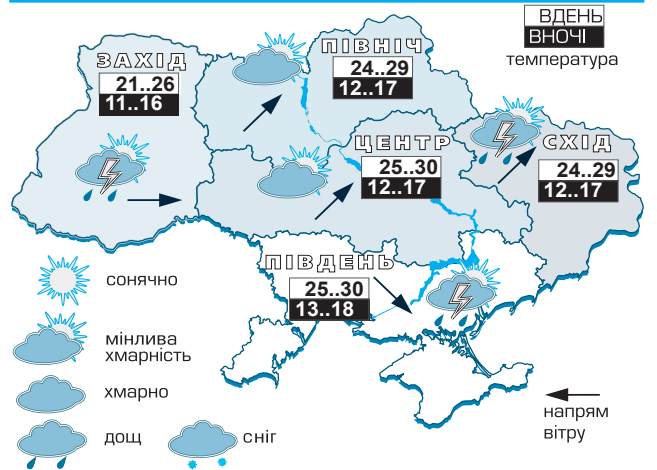 ВДЕНЬ
ВНОЧІ
температура
ЗАХІД
21..26
11..16
ПІВНІЧ
24..29
12..17
ЦЕНТР
25..30
12..17
СХІД
24..29
12..17
ПІВДЕНЬ
25..30
13..18
сонячно
мінлива
хмарність
хмарно
дощ
сніг
напрям
вітру